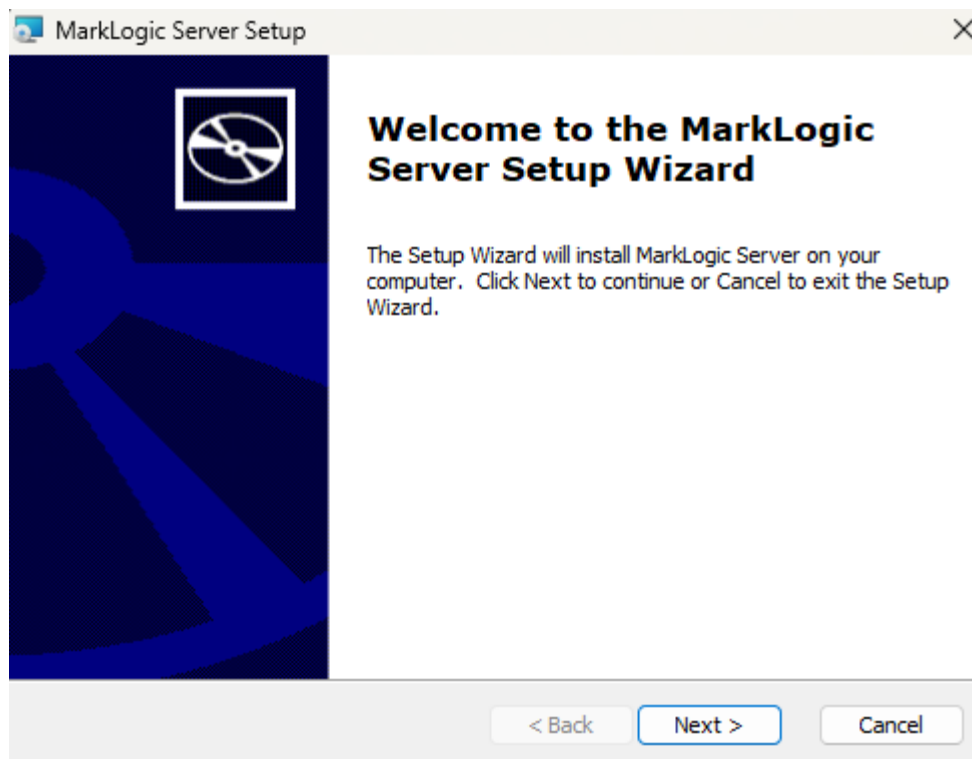 MarkLogic Server Setup
Welcome to the MarkLogic
Server Setup Wizard
The Setup Wizard will install MarkLogic Server on your
computer.  Click Next to continue or Cancel to exit the Setup
Wizard.
< Back
Next >
Cancel